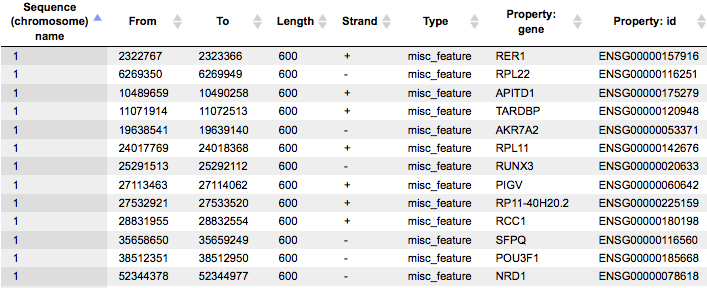 Sequence (chromosome) name From To Length Strand Type Property: gene Property: id
1 2322767 2323366 600 + misc_feature RER1 ENSG00000157916
1 6269350 6269949 600 - misc_feature RPL22 ENSG00000116251
1 10489659 10490258 600 + misc_feature APITD1 ENSG00000175279
1 11071914 11072513 600 + misc_feature TARDBP ENSG00000120948
1 19638541 19639140 600 - misc_feature AKR7A2 ENSG00000053371
1 24017769 24018368 600 + misc_feature RPL11 ENSG00000142676
1 25291513 25292112 600 - misc_feature RUNX3 ENSG00000020633
1 27113463 27114062 600 + misc_feature PIGV ENSG00000060642
1 27532921 27533520 600 + misc_feature RP11-40H20.2 ENSG00000225159
1 28831955 28832554 600 + misc_feature RCC1 ENSG00000180198
1 35658650 35659249 600 - misc_feature SFPQ ENSG00000116560
1 38512351 38512950 600 - misc_feature POU3F1 ENSG00000185668
1 52344378 52344977 600 - misc_feature NRD1 ENSG00000078618